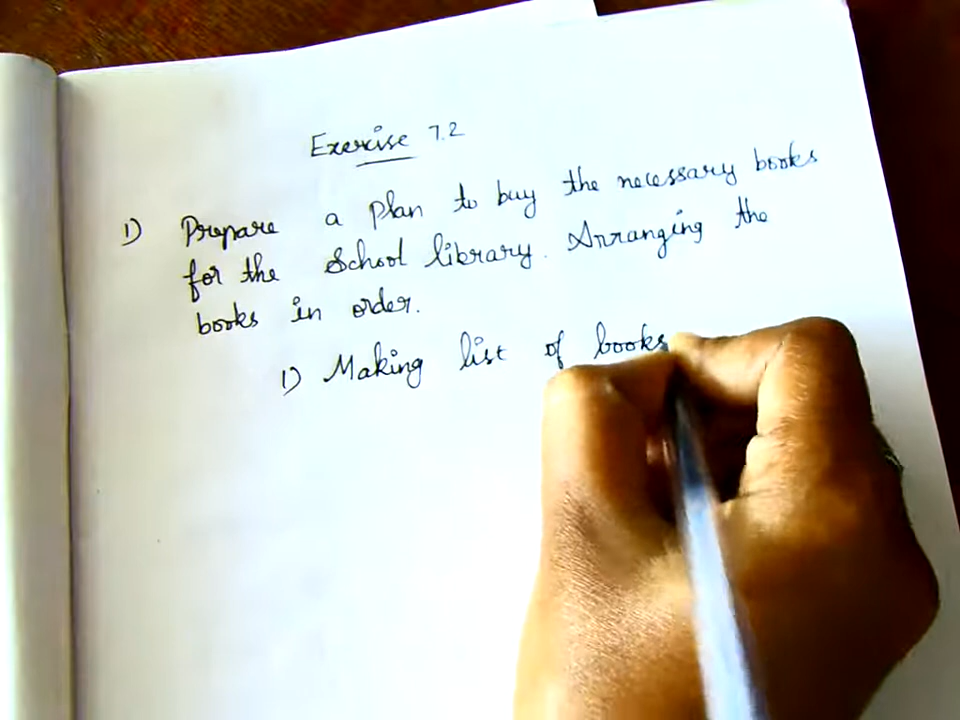 Exercise 7.2
1) Prepare a plan to buy the necessary books
for the School library. Arranging the
books in order.
1) Making list of books